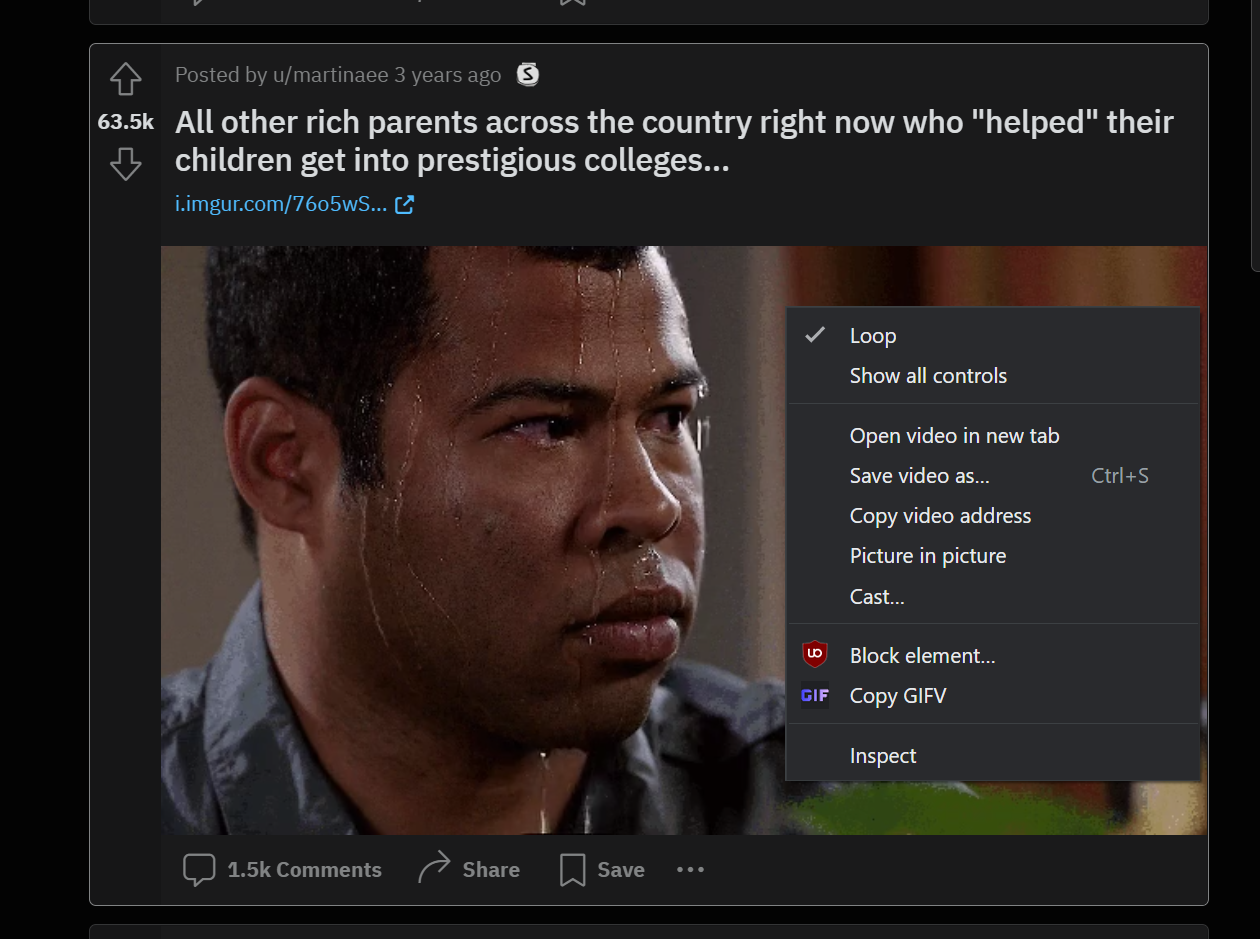 Posted by u/martinaee 3 years ago
63.5k
All other rich parents across the country right now who "helped" their
children get into prestigious colleges...
i.imgur.com/76o5wS...
Loop
Show all controls
Open video in new tab
Save video as... Ctrl+S
Copy video address
Picture in picture
Cast...
Block element...
GIF Copy GIFV
Inspect
1.5k Comments Share Save